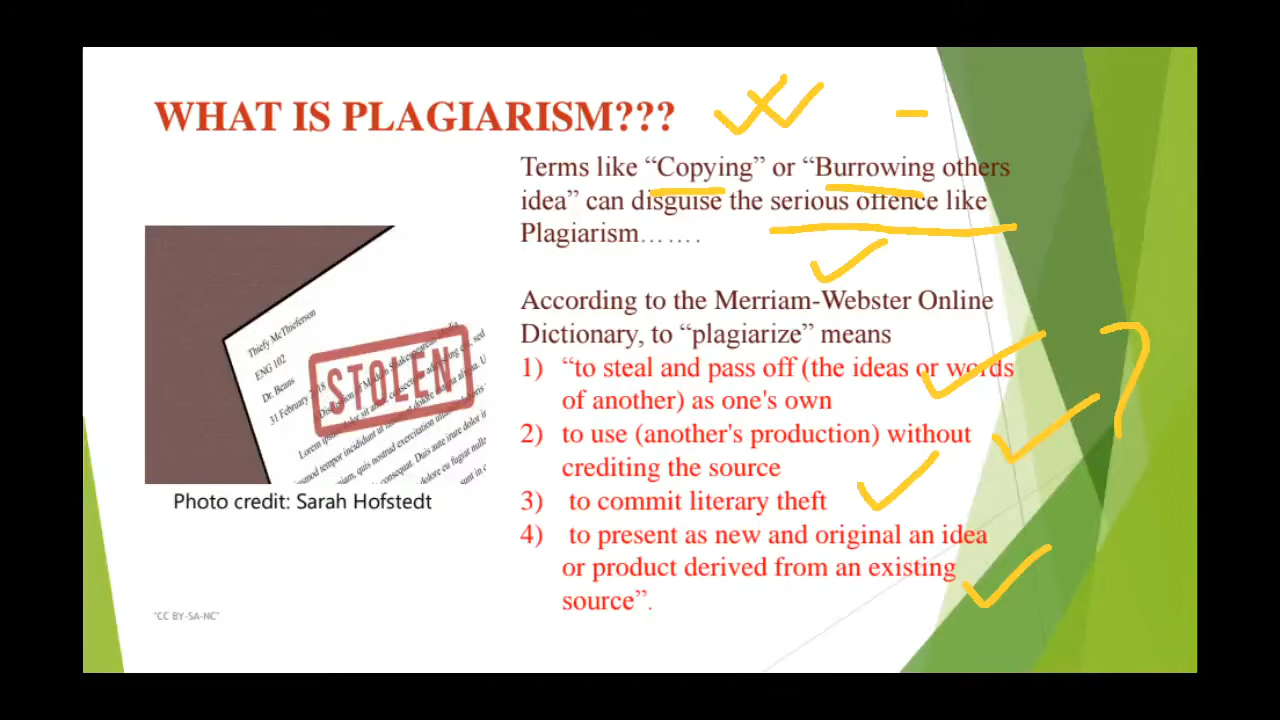 WHAT IS PLAGIARISM???
Terms like “Copying” or “Burrowing others
idea” can disguise the serious offence like
Plagiarism.......
According to the Merriam-Webster Online
Dictionary, to “plagiarize” means
1) “to steal and pass off (the ideas or words
of another) as one's own
2) to use (another's production) without
crediting the source
3) to commit literary theft
4) to present as new and original an idea
or product derived from an existing
source”.
Thiefy McThieferson
ENG 102
Dr. Beans
31 February
STOLEN
Photo credit: Sarah Hofstedt
"CC BY-SA-NC"